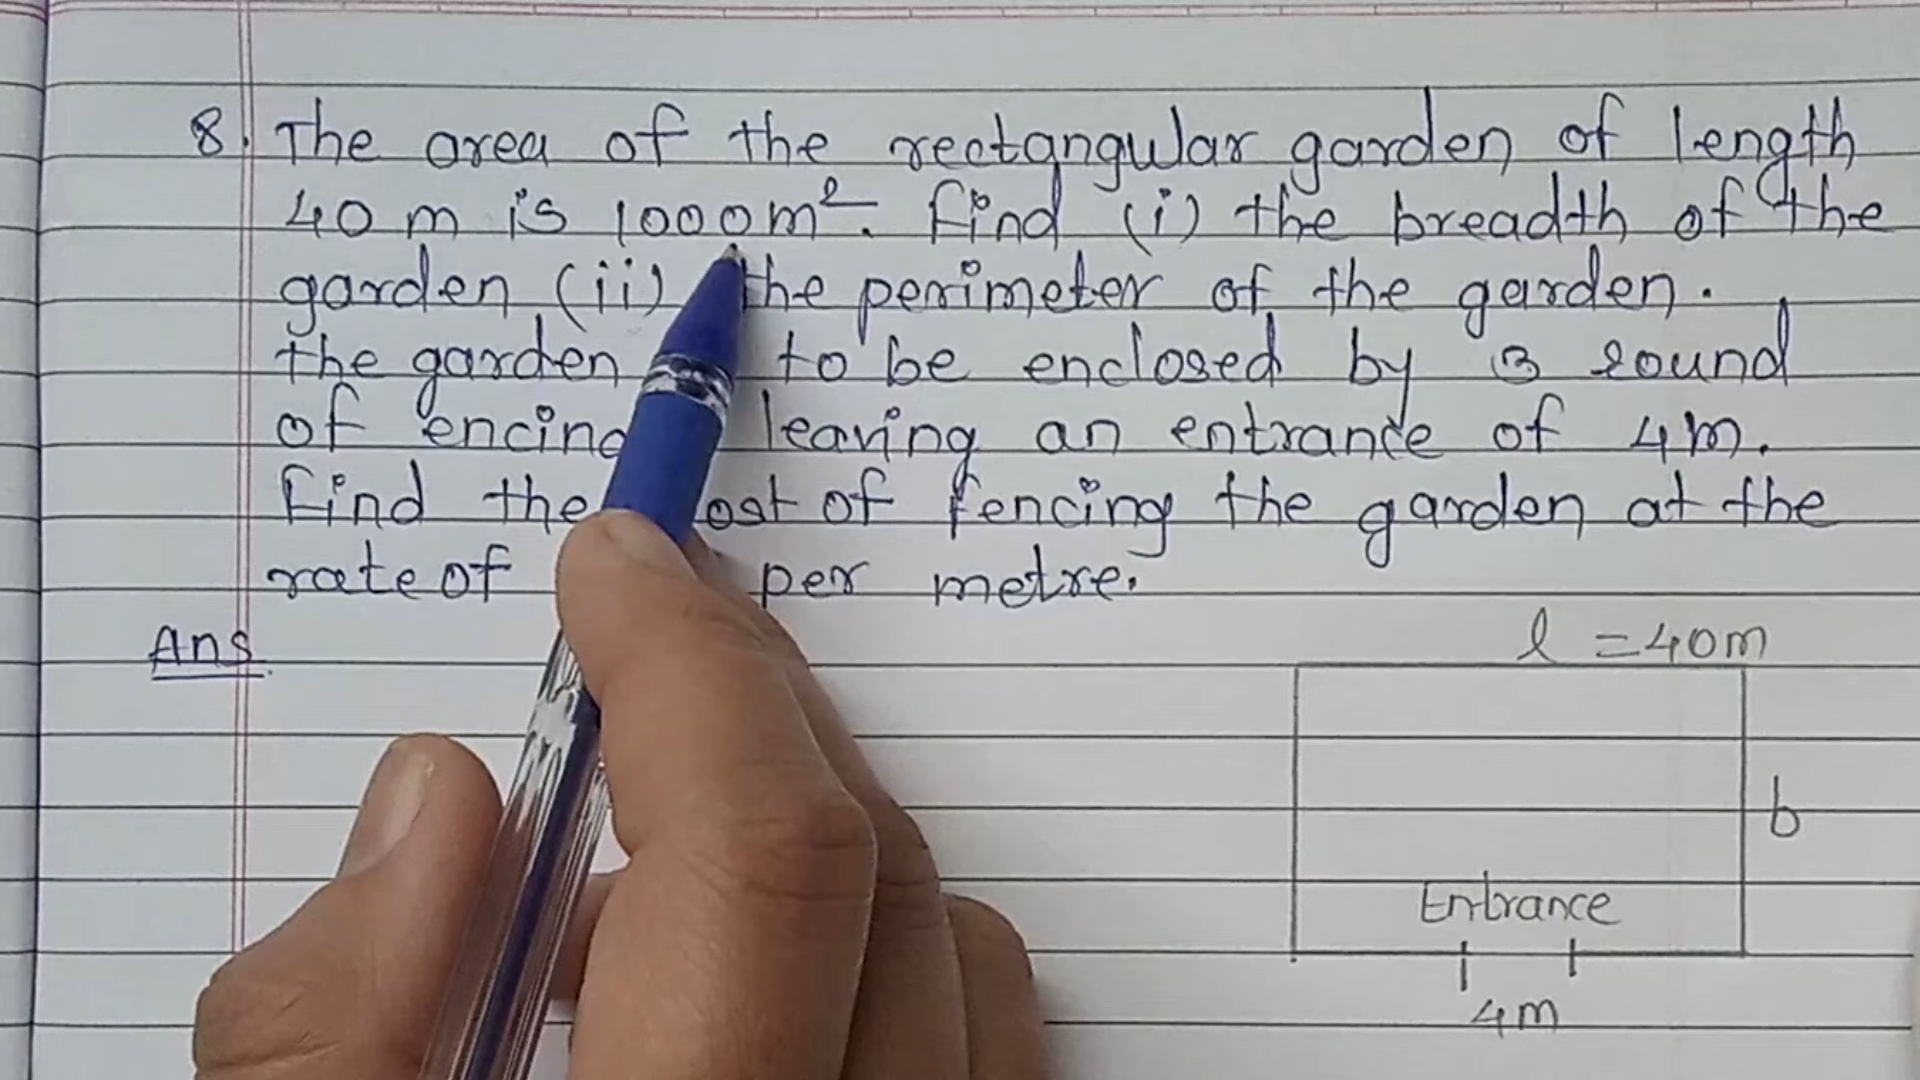 8. The area of the rectangular garden of length
40 m is 1000m². Find (i) the breadth of the
garden (ii) the perimeter of the garden.
the garden to be enclosed by 3 round
of encing leaving an entrance of 4m.
Find the cost of fencing the garden at the
rate of per metre.
Ans
l = 40m
b
Entrance
4m